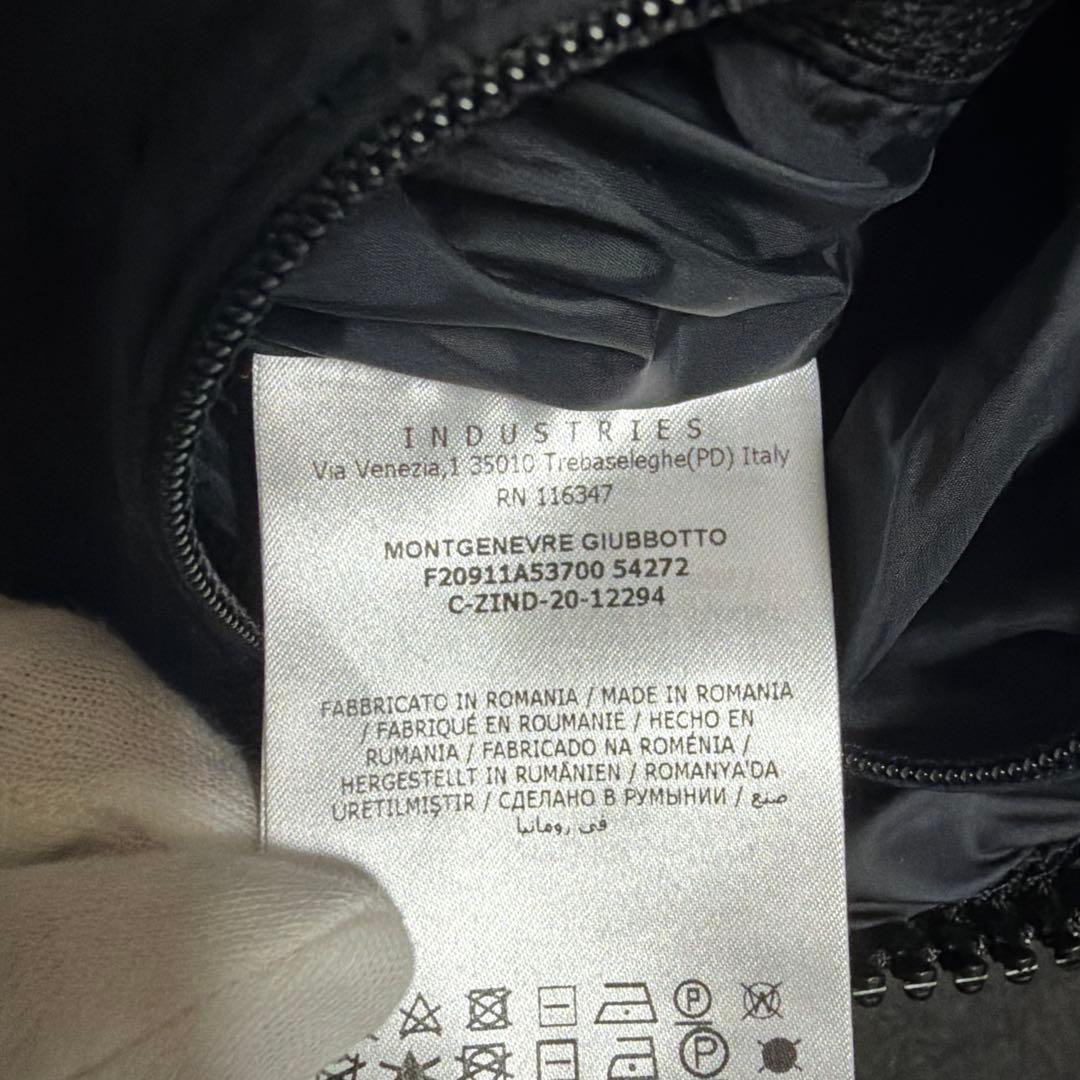 INDUSTRIES
Via Venezia,1 35010 Trebaseleghe(PD) Italy
RN 116347
MONTGENEVRE GIUBBOTTO
F20911A53700 54272
C-ZIND-20-12294
FABBRICATO IN ROMANIA / MADE IN ROMANIA
/ FABRIQUÉ EN ROUMANIE / HECHO EN
RUMANIA / FABRICADO NA ROMÉNIA /
HERGESTELLT IN RUMÄNIEN / ROMANYA'DA
ÜRETILMIŞTIR / СДЕЛАНО В РУМЫНИИ / صنع
في رومانيا
P W
P